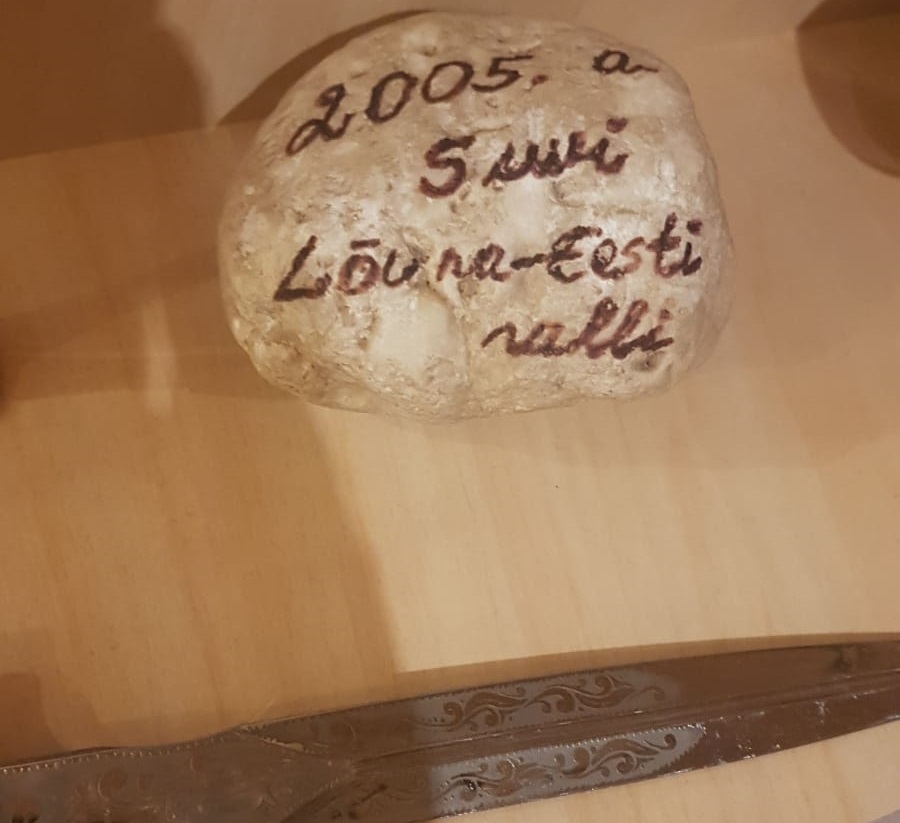 2005. a
Suvi
Lõuna-Eesti
ralli